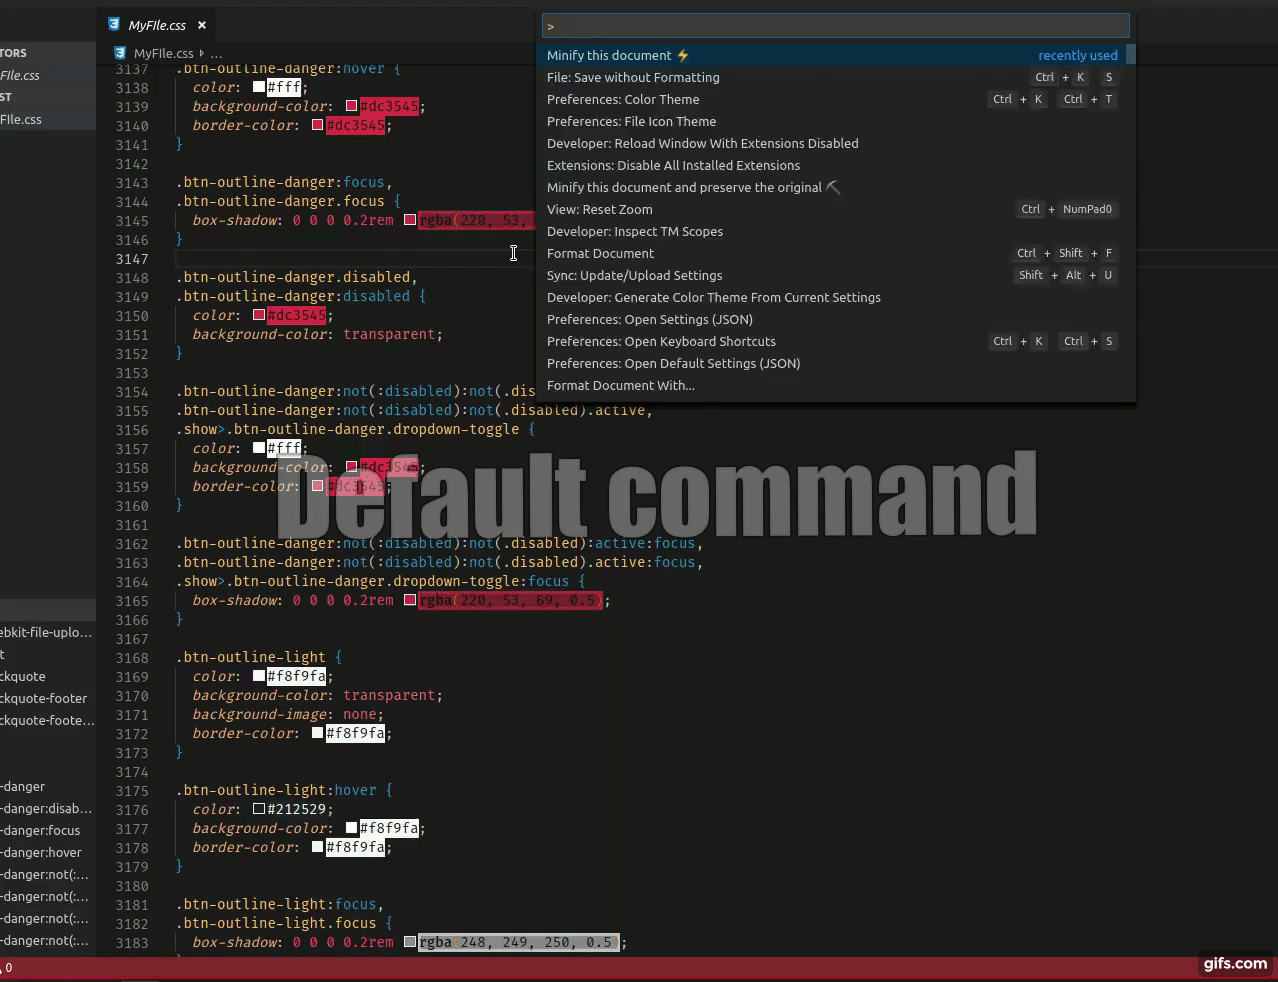 MyFIle.css ×
>
TORS
FIle.css
ST
FIle.css
MyFIle.css › ...
Minify this document ⚡ recently used
File: Save without Formatting Ctrl + K S
Preferences: Color Theme Ctrl + K Ctrl + T
Preferences: File Icon Theme
Developer: Reload Window With Extensions Disabled
Extensions: Disable All Installed Extensions
Minify this document and preserve the original ⛏
View: Reset Zoom Ctrl + NumPad0
Developer: Inspect TM Scopes
Format Document Ctrl + Shift + F
Sync: Update/Upload Settings Shift + Alt + U
Developer: Generate Color Theme From Current Settings
Preferences: Open Settings (JSON)
Preferences: Open Keyboard Shortcuts Ctrl + K Ctrl + S
Preferences: Open Default Settings (JSON)
Format Document With...
3137 .btn-outline-danger:hover {
3138 color: #fff;
3139 background-color: #dc3545;
3140 border-color: #dc3545;
3141 }
3142
3143 .btn-outline-danger:focus,
3144 .btn-outline-danger.focus {
3145 box-shadow: 0 0 0 0.2rem rgba(220, 53,
3146 }
3147
3148 .btn-outline-danger.disabled,
3149 .btn-outline-danger:disabled {
3150 color: #dc3545;
3151 background-color: transparent;
3152 }
3153
3154 .btn-outline-danger:not(:disabled):not(.dis
3155 .btn-outline-danger:not(:disabled):not(.disabled).active,
3156 .show>.btn-outline-danger.dropdown-toggle {
3157 color: #fff;
3158 background-color: #dc3545;
3159 border-color: #dc3545;
3160 }
Default command
3161
3162 .btn-outline-danger:not(:disabled):not(.disabled):active:focus,
3163 .btn-outline-danger:not(:disabled):not(.disabled).active:focus,
3164 .show>.btn-outline-danger.dropdown-toggle:focus {
3165 box-shadow: 0 0 0 0.2rem rgba(220, 53, 69, 0.5);
3166 }
3167
3168 .btn-outline-light {
3169 color: #f8f9fa;
3170 background-color: transparent;
3171 background-image: none;
3172 border-color: #f8f9fa;
3173 }
3174
3175 .btn-outline-light:hover {
3176 color: #212529;
3177 background-color: #f8f9fa;
3178 border-color: #f8f9fa;
3179 }
3180
3181 .btn-outline-light:focus,
3182 .btn-outline-light.focus {
3183 box-shadow: 0 0 0 0.2rem rgba(248, 249, 250, 0.5);
ebkit-file-uplo...
t
ckquote
ckquote-footer
ckquote-foote...
-danger
-danger:disab...
-danger:focus
-danger:hover
-danger:not(:...
-danger:not(:...
-danger:not(:...
-danger:not(:...
0
gifs.com